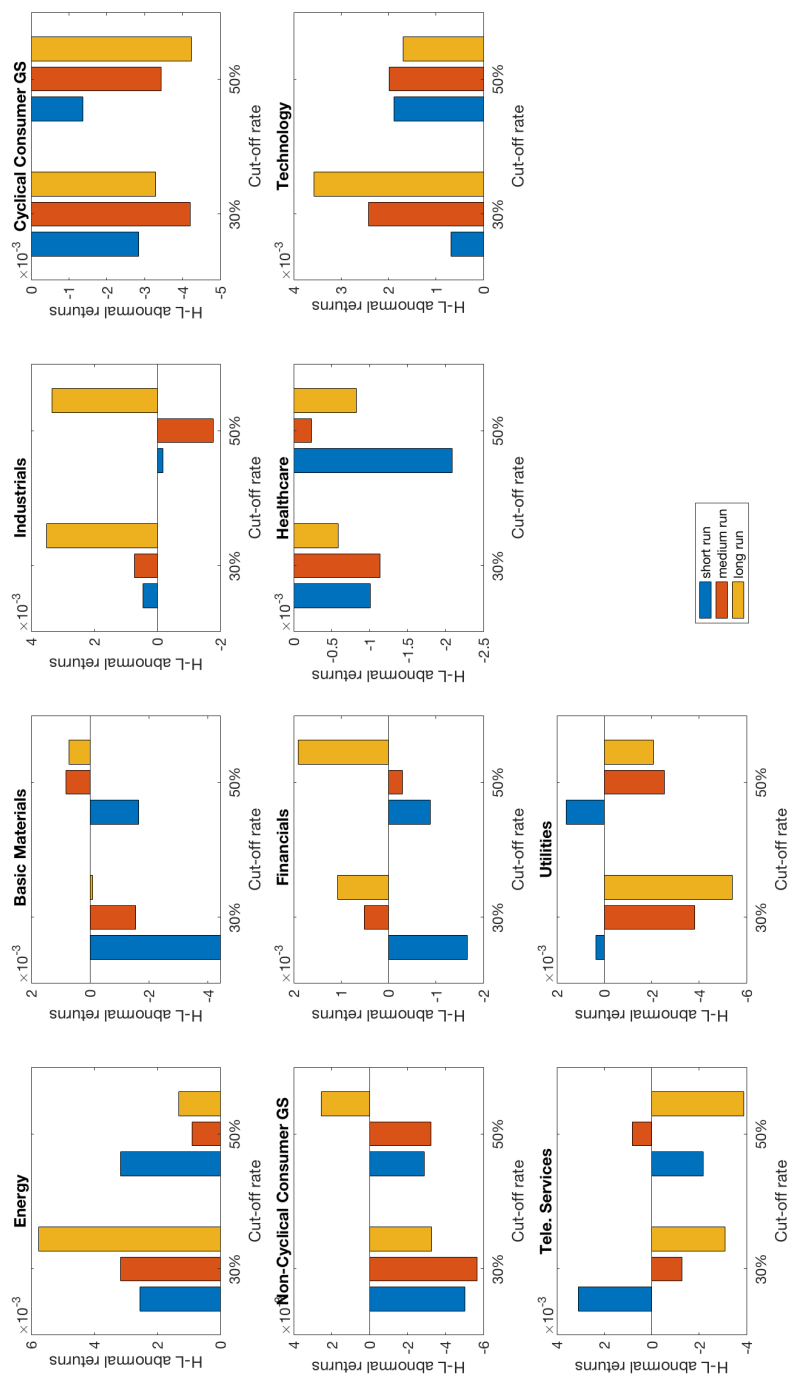 Energy
×10⁻³
6
4
2
0
H-L abnormal returns
30%
50%
Cut-off rate
Basic Materials
×10⁻³
2
0
-2
-4
H-L abnormal returns
30%
50%
Cut-off rate
Industrials
×10⁻³
4
2
0
-2
H-L abnormal returns
30%
50%
Cut-off rate
Cyclical Consumer GS
×10⁻³
0
-1
-2
-3
-4
-5
H-L abnormal returns
30%
50%
Cut-off rate
Non-Cyclical Consumer GS
4
2
0
-2
-4
-6
H-L abnormal returns
30%
50%
Cut-off rate
Financials
×10⁻³
2
1
0
-1
-2
H-L abnormal returns
30%
50%
Cut-off rate
Healthcare
×10⁻³
0
-0.5
-1
-1.5
-2
-2.5
H-L abnormal returns
30%
50%
Cut-off rate
Technology
×10⁻³
4
3
2
1
0
H-L abnormal returns
30%
50%
Cut-off rate
Tele. Services
×10⁻³
4
2
0
-2
-4
H-L abnormal returns
30%
50%
Cut-off rate
Utilities
×10⁻³
2
0
-2
-4
-6
H-L abnormal returns
30%
50%
Cut-off rate
short run
medium run
long run